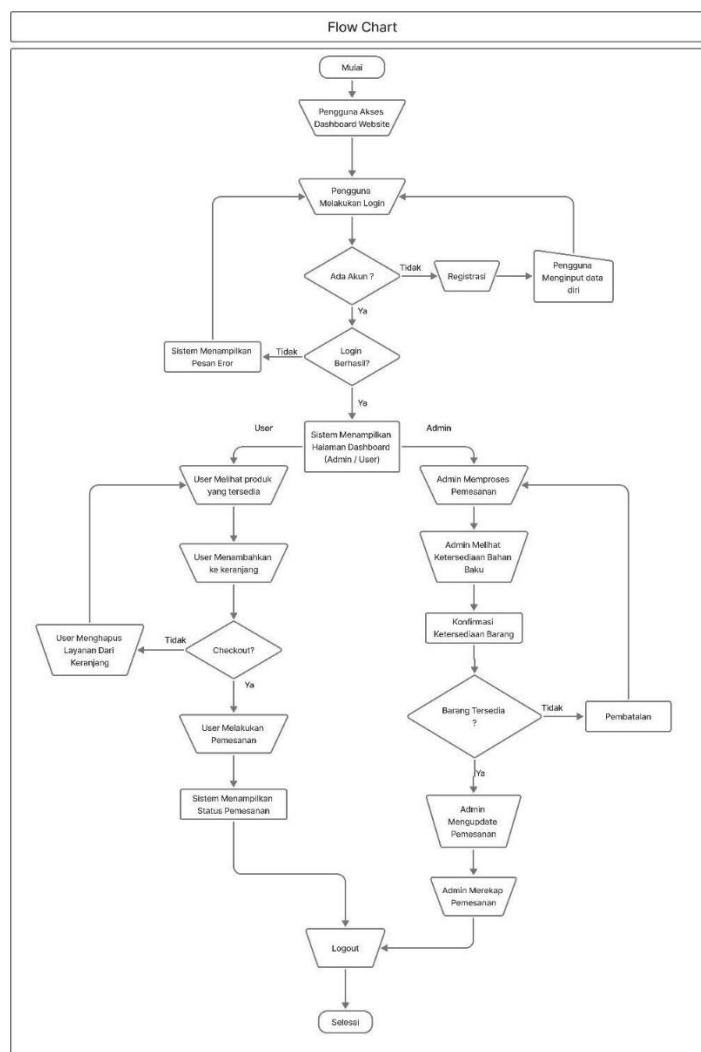 Flow Chart
Mulai
Pengguna Akses
Dashboard Website
Pengguna
Melakukan Login
Ada Akun ?
Tidak
Registrasi
Pengguna
Menginput data
diri
Ya
Sistem Menampilkan
Pesan Eror
Tidak
Login
Berhasil?
Ya
User
Sistem Menampilkan
Halaman Dashboard
(Admin / User)
Admin
User Melihat produk
yang tersedia
Admin Memproses
Pemesanan
User Menambahkan
ke keranjang
Admin Melihat
Ketersediaan Bahan
Baku
Konfirmasi
Ketersediaan Barang
User Menghapus
Layanan Dari
Keranjang
Tidak
Checkout?
Ya
Barang Tersedia
?
Tidak
Pembatalan
User Melakukan
Pemesanan
Ya
Sistem Menampilkan
Status Pemesanan
Admin
Mengupdate
Pemesanan
Admin Merekap
Pemesanan
Logout
Selesai